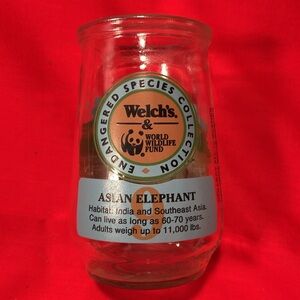 ENDANGERED SPECIES COLLECTION
Welch's
&
WORLD
WILDLIFE
FUND
ASIAN ELEPHANT
Habitat: India and Southeast Asia.
Can live as long as 60-70 years.
Adults weigh up to 11,000 lbs.